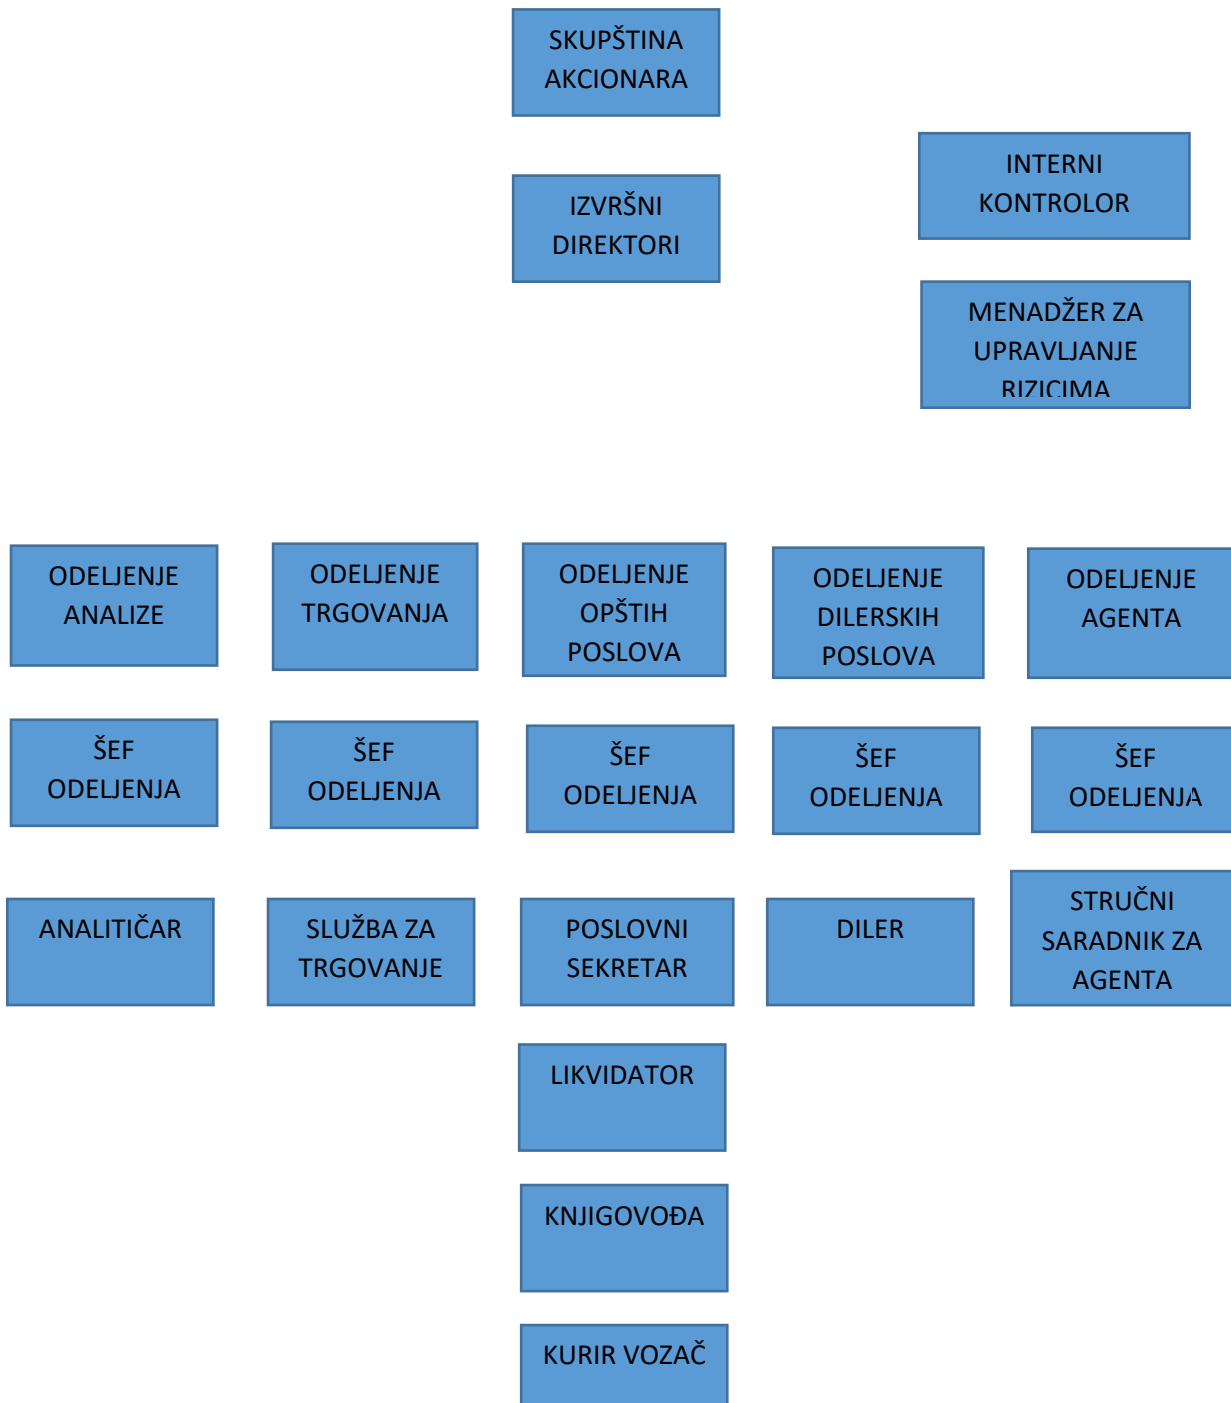 SKUPŠTINA
AKCIONARA
INTERNI
KONTROLOR
IZVRŠNI
DIREKTORI
MENADŽER ZA
UPRAVLJANJE
RIZICIMA
ODELJENJE
ANALIZE
ODELJENJE
TRGOVANJA
ODELJENJE
OPŠTIH
POSLOVA
ODELJENJE
DILERSKIH
POSLOVA
ODELJENJE
AGENTA
ŠEF
ODELJENJA
ŠEF
ODELJENJA
ŠEF
ODELJENJA
ŠEF
ODELJENJA
ŠEF
ODELJENJA
ANALITIČAR
SLUŽBA ZA
TRGOVANJE
POSLOVNI
SEKRETAR
DILER
STRUČNI
SARADNIK ZA
AGENTA
LIKVIDATOR
KNJIGOVOĐA
KURIR VOZAČ